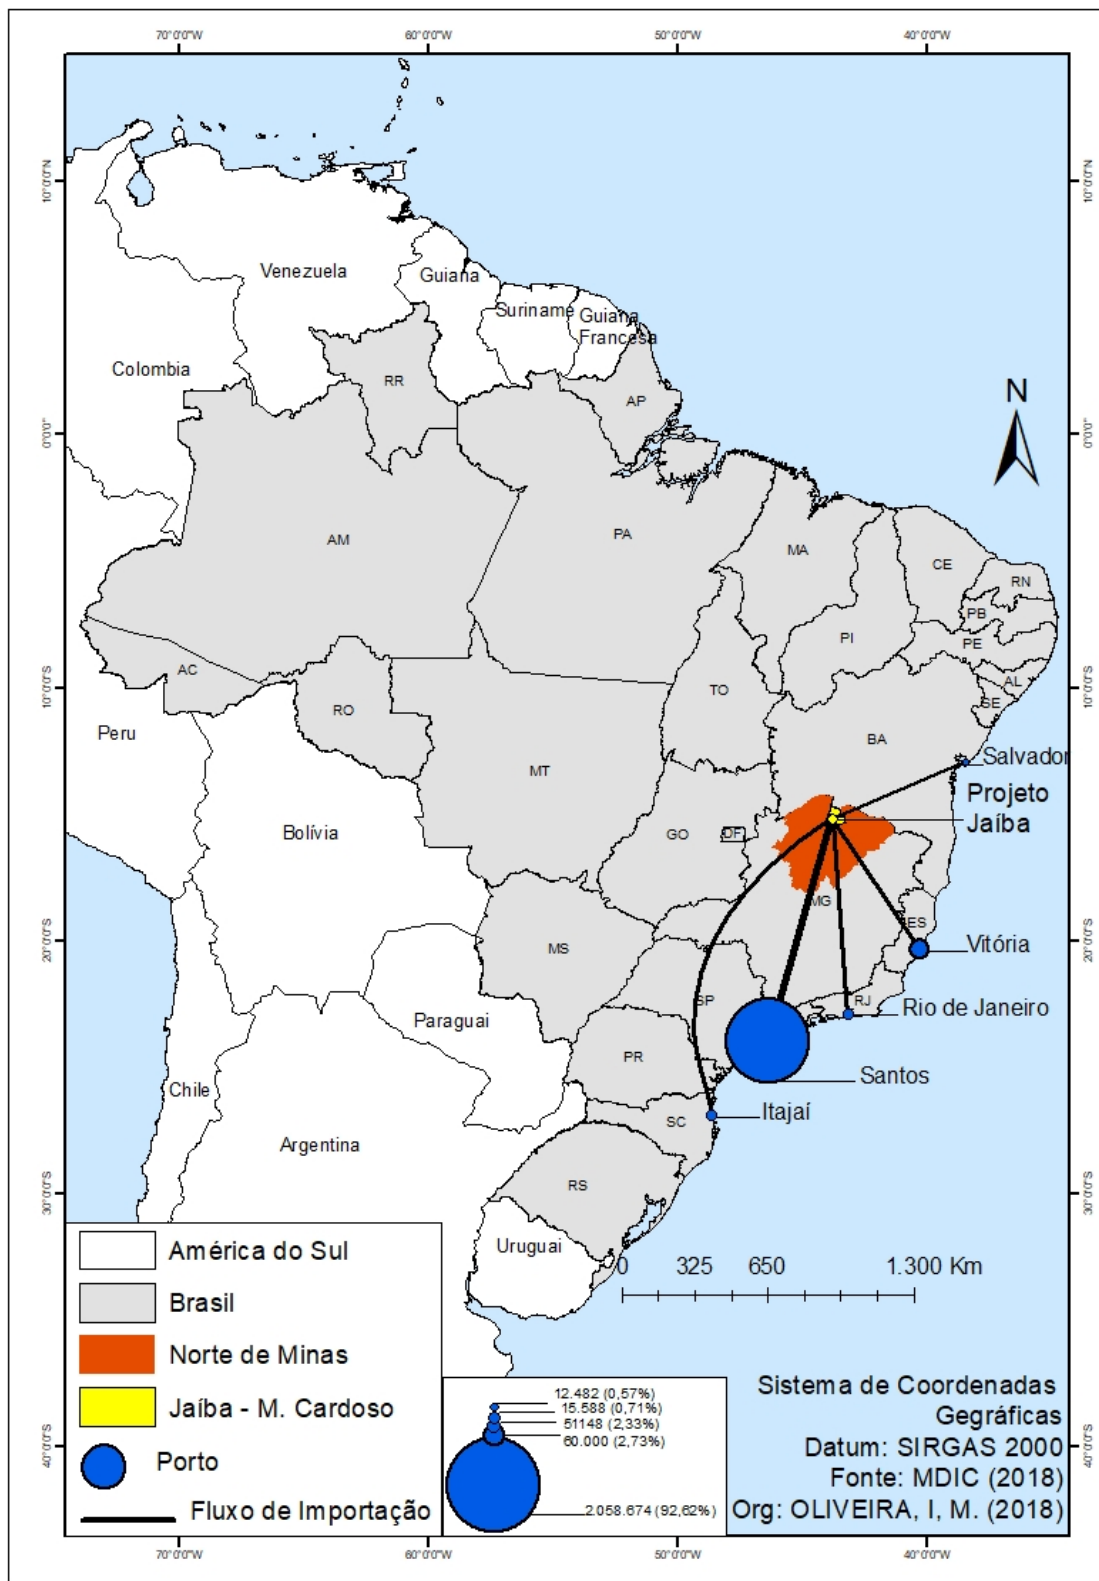 70°0'0"W 60°0'0"W 50°0'0"W 40°0'0"W
10°0'0"N 10°0'0"N
Venezuela
Guiana
Suriname
Guiana
Francesa
Colombia
RR
AP
N
0°0'0" 0°0'0"
AM
PA
MA
CE
RN
PB
PI
PE
AC
TO
AL
SE
10°0'0"S 10°0'0"S
RO
Peru
BA
Salvador
MT
Projeto
Jaíba
Bolívia
GO
DF
MG
ES
20°0'0"S 20°0'0"S
MS
Vitória
SP
RJ
Rio de Janeiro
Paraguai
PR
Santos
Chile
Itajaí
SC
Argentina
RS
30°0'0"S 30°0'0"S
Uruguai
0 325 650 1.300 Km
América do Sul
Brasil
Norte de Minas
Jaíba - M. Cardoso
Porto
Fluxo de Importação
12.482 (0,57%)
15.588 (0,71%)
51148 (2,33%)
60.000 (2,73%)
2.058.674 (92,62%)
Sistema de Coordenadas
Gegráficas
Datum: SIRGAS 2000
Fonte: MDIC (2018)
Org: OLIVEIRA, I, M. (2018)
40°0'0"S 40°0'0"S
70°0'0"W 60°0'0"W 50°0'0"W 40°0'0"W